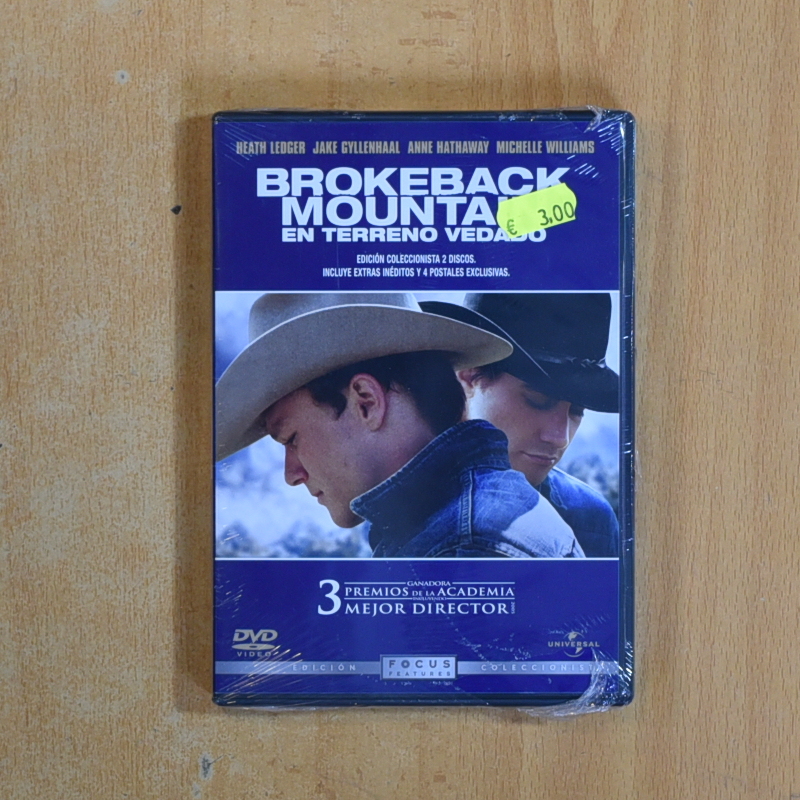 HEATH LEDGER JAKE GYLLENHAAL ANNE HATHAWAY MICHELLE WILLIAMS
BROKEBACK
MOUNTA
€ 3.00
EN TERRENO VEDADO
EDICIÓN COLECCIONISTA 2 DISCOS.
INCLUYE EXTRAS INÉDITOS Y 4 POSTALES EXCLUSIVAS.
GANADORA
3 PREMIOS DE LA ACADEMIA
INCLUYENDO
MEJOR DIRECTOR
DVD
VIDEO
UNIVERSAL
EDICIÓN FOCUS COLECCIONISTA
FEATURES